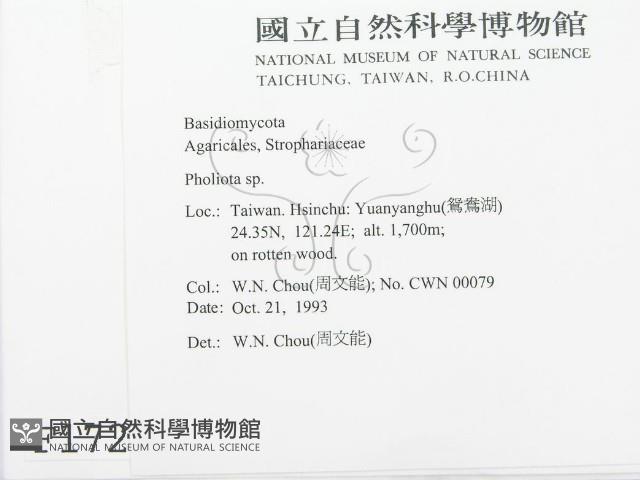 國立自然科學博物館
NATIONAL MUSEUM OF NATURAL SCIENCE
TAICHUNG, TAIWAN, R.O.CHINA
Basidiomycota
Agaricales, Strophariaceae
Pholiota sp.
Loc.: Taiwan. Hsinchu: Yuanyanghu(鴛鴦湖)
24.35N, 121.24E; alt. 1,700m;
on rotten wood.
Col.: W.N. Chou(周文能); No. CWN 00079
Date: Oct. 21, 1993
Det.: W.N. Chou(周文能)
F172
國立自然科學博物館
NATIONAL MUSEUM OF NATURAL SCIENCE